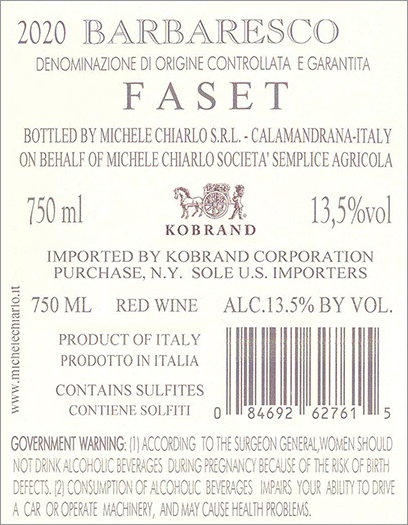 2020 BARBARESCO
DENOMINAZIONE DI ORIGINE CONTROLLATA E GARANTITA
FASET
BOTTLED BY MICHELE CHIARLO S.R.L. - CALAMANDRANA-ITALY
ON BEHALF OF MICHELE CHIARLO SOCIETA' SEMPLICE AGRICOLA
750 ml 13,5%vol
KOBRAND
IMPORTED BY KOBRAND CORPORATION
PURCHASE, N.Y. SOLE U.S. IMPORTERS
750 ML RED WINE ALC.13.5% BY VOL.
www.michelechiarlo.it
PRODUCT OF ITALY
PRODOTTO IN ITALIA
CONTAINS SULFITES
CONTIENE SOLFITI
0 84692 62761 5
GOVERNMENT WARNING: (1) ACCORDING TO THE SURGEON GENERAL,WOMEN SHOULD
NOT DRINK ALCOHOLIC BEVERAGES DURING PREGNANCY BECAUSE OF THE RISK OF BIRTH
DEFECTS. (2) CONSUMPTION OF ALCOHOLIC BEVERAGES IMPAIRS YOUR ABILITY TO DRIVE
A CAR OR OPERATE MACHINERY, AND MAY CAUSE HEALTH PROBLEMS.